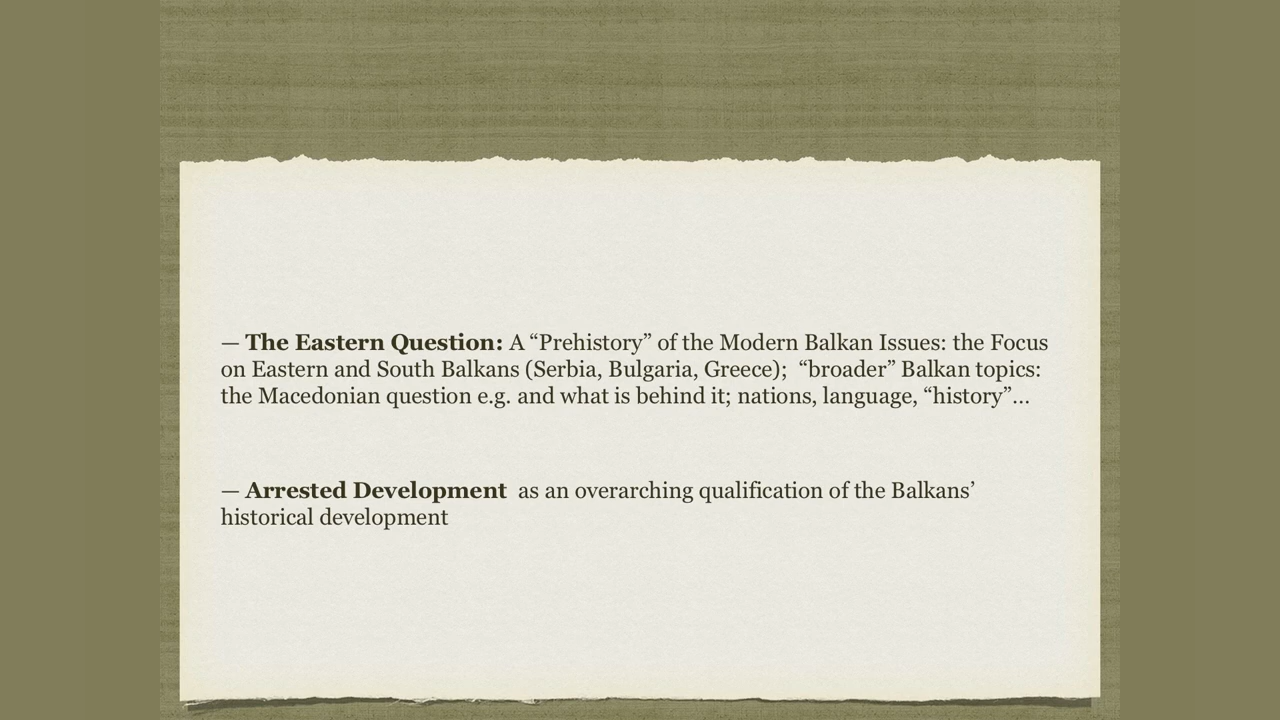 — The Eastern Question: A “Prehistory” of the Modern Balkan Issues: the Focus
on Eastern and South Balkans (Serbia, Bulgaria, Greece);  “broader” Balkan topics:
the Macedonian question e.g. and what is behind it; nations, language, “history”…
— Arrested Development  as an overarching qualification of the Balkans’
historical development